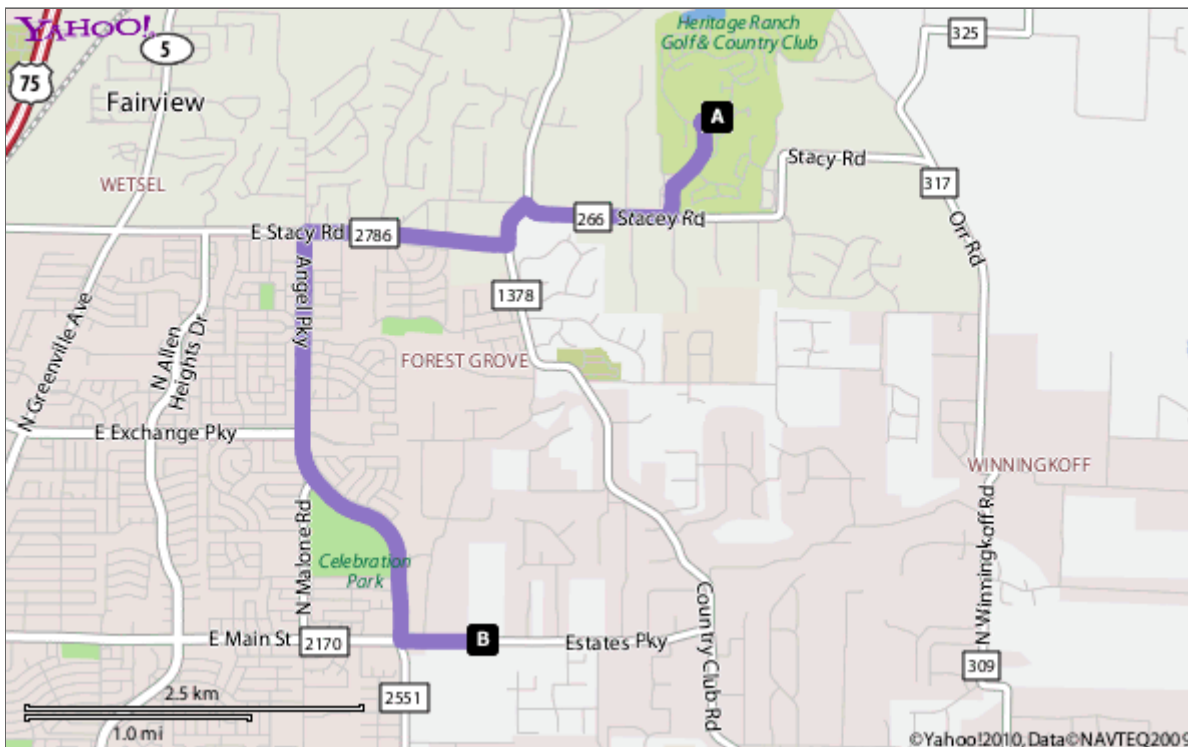 YAHOO!
75
5
Fairview
WETSEL
Heritage Ranch
Golf & Country Club
A
325
Stacy Rd
317
Orr Rd
E Stacy Rd
2786
266
Stacey Rd
Angel Pky
1378
N Greenville Ave
N Allen
Heights Dr
FOREST GROVE
E Exchange Pky
WINNINGKOFF
N Malone Rd
Celebration
Park
N Winningkoff Rd
Country Club Rd
E Main St
2170
B
Estates Pky
309
2551
2.5 km
1.0 mi
©Yahoo!2010, Data©NAVTEQ2009